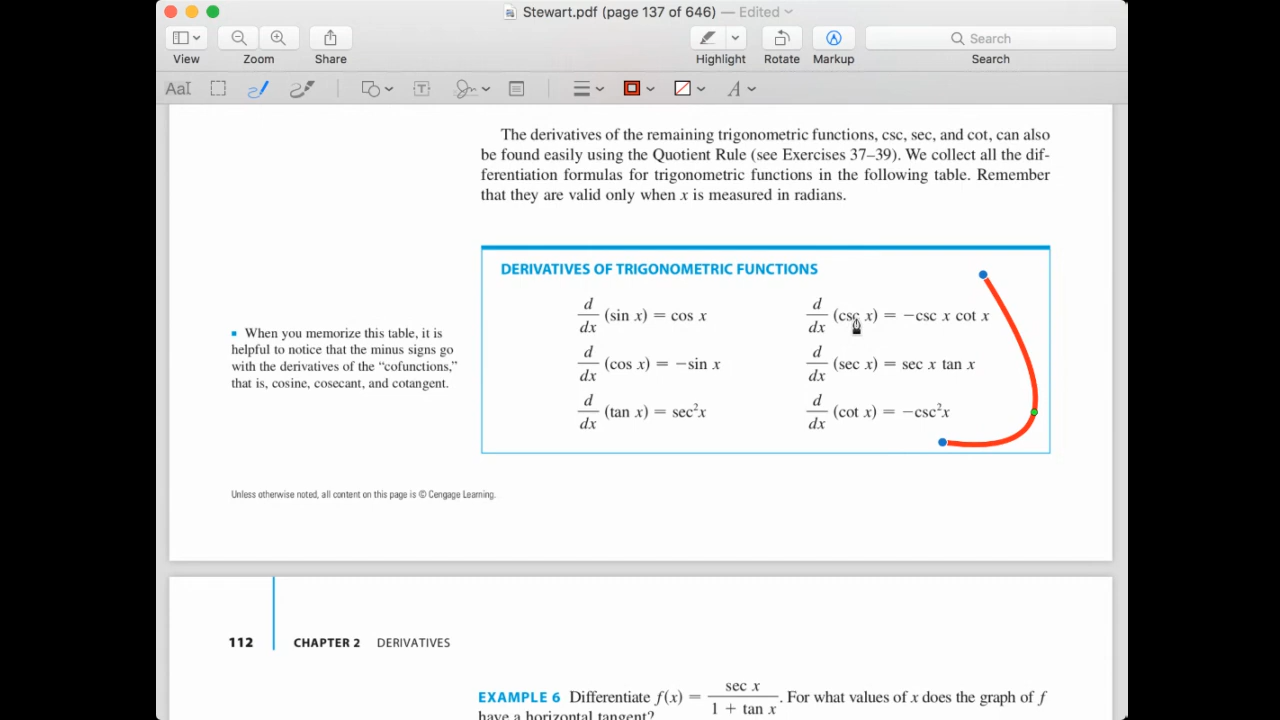 Stewart.pdf (page 137 of 646) — Edited
View
Zoom
Share
Highlight
Rotate
Markup
Search
Search
AaI
T
A
The derivatives of the remaining trigonometric functions, csc, sec, and cot, can also
be found easily using the Quotient Rule (see Exercises 37–39). We collect all the dif-
ferentiation formulas for trigonometric functions in the following table. Remember
that they are valid only when x is measured in radians.
DERIVATIVES OF TRIGONOMETRIC FUNCTIONS
d/dx (sin x) = cos x
d/dx (csc x) = −csc x cot x
d/dx (cos x) = −sin x
d/dx (sec x) = sec x tan x
d/dx (tan x) = sec²x
d/dx (cot x) = −csc²x
When you memorize this table, it is
helpful to notice that the minus signs go
with the derivatives of the “cofunctions,”
that is, cosine, cosecant, and cotangent.
Unless otherwise noted, all content on this page is © Cengage Learning.
112 CHAPTER 2 DERIVATIVES
EXAMPLE 6 Differentiate f(x) = sec x / 1 + tan x. For what values of x does the graph of f
have a horizontal tangent?